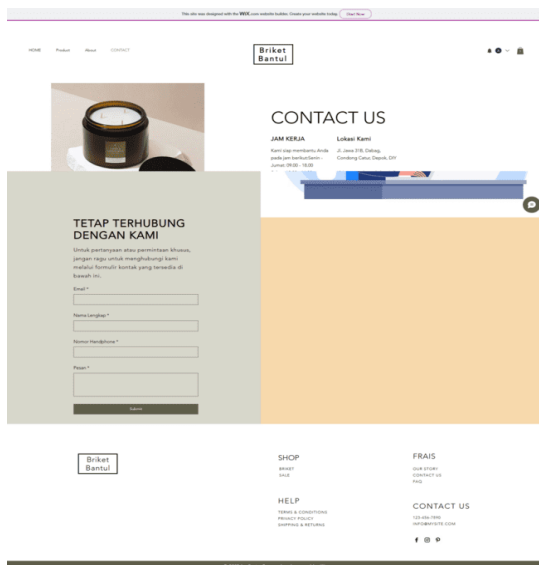 This site was designed with the WiX.com website builder. Create your website today. Start Now
HOME
Product
About
CONTACT
Briket
Bantul
CONTACT US
JAM KERJA
Kami siap membantu Anda
pada jam berikut:Senin -
Jumat: 09.00 - 18.00
Lokasi Kami
Jl. Jawa 31B, Dabag,
Condong Catur, Depok, DIY
TETAP TERHUBUNG
DENGAN KAMI
Untuk pertanyaan atau permintaan khusus,
jangan ragu untuk menghubungi kami
melalui formulir kontak yang tersedia di
bawah ini.
Email *
Nama Lengkap *
Nomor Handphone *
Pesan *
Submit
Briket
Bantul
SHOP
BRIKET
SALE
HELP
TERMS & CONDITIONS
PRIVACY POLICY
SHIPPING & RETURNS
FRAIS
OUR STORY
CONTACT US
FAQ
CONTACT US
123-456-7890
INFO@MYSITE.COM